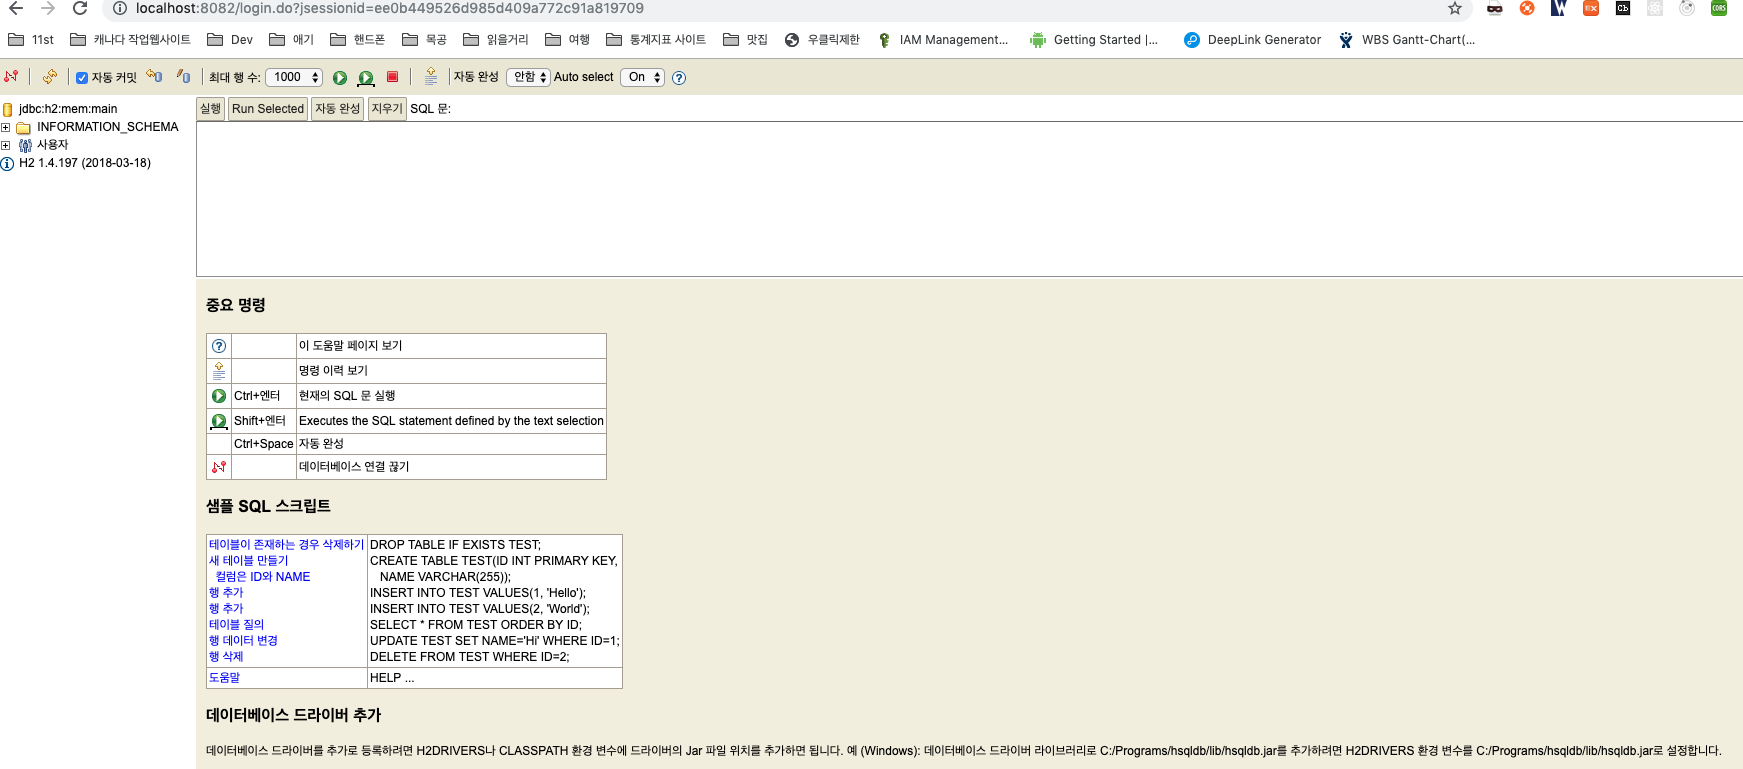 localhost:8082/login.do?jsessionid=ee0b449526d985d409a772c91a819709
11st 캐나다 작업웹사이트 Dev 얘기 핸드폰 목공 읽을거리 여행 통계지표 사이트 맛집 우클릭제한 IAM Management... Getting Started |... DeepLink Generator WBS Gantt-Chart(...
자동 커밋 최대 행 수: 1000 자동 완성 안함 Auto select On
jdbc:h2:mem:main
INFORMATION_SCHEMA
사용자
H2 1.4.197 (2018-03-18)
실행 Run Selected 자동 완성 지우기 SQL 문:
중요 명령
이 도움말 페이지 보기
명령 이력 보기
Ctrl+엔터 현재의 SQL 문 실행
Shift+엔터 Executes the SQL statement defined by the text selection
Ctrl+Space 자동 완성
데이터베이스 연결 끊기
샘플 SQL 스크립트
테이블이 존재하는 경우 삭제하기 DROP TABLE IF EXISTS TEST;
새 테이블 만들기 CREATE TABLE TEST(ID INT PRIMARY KEY,
컬럼은 ID와 NAME NAME VARCHAR(255));
행 추가 INSERT INTO TEST VALUES(1, 'Hello');
행 추가 INSERT INTO TEST VALUES(2, 'World');
테이블 질의 SELECT * FROM TEST ORDER BY ID;
행 데이터 변경 UPDATE TEST SET NAME='Hi' WHERE ID=1;
행 삭제 DELETE FROM TEST WHERE ID=2;
도움말 HELP ...
데이터베이스 드라이버 추가
데이터베이스 드라이버를 추가로 등록하려면 H2DRIVERS나 CLASSPATH 환경 변수에 드라이버의 Jar 파일 위치를 추가하면 됩니다. 예 (Windows): 데이터베이스 드라이버 라이브러리로 C:/Programs/hsqldb/lib/hsqldb.jar를 추가하려면 H2DRIVERS 환경 변수를 C:/Programs/hsqldb/lib/hsqldb.jar로 설정합니다.